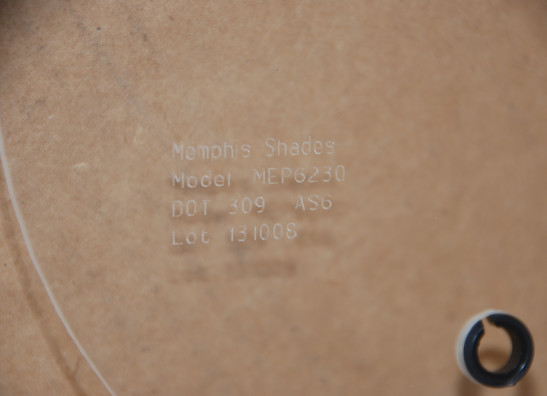 Memphis Shades
Model MEP6230
DOT 309 AS6
Lot 131008